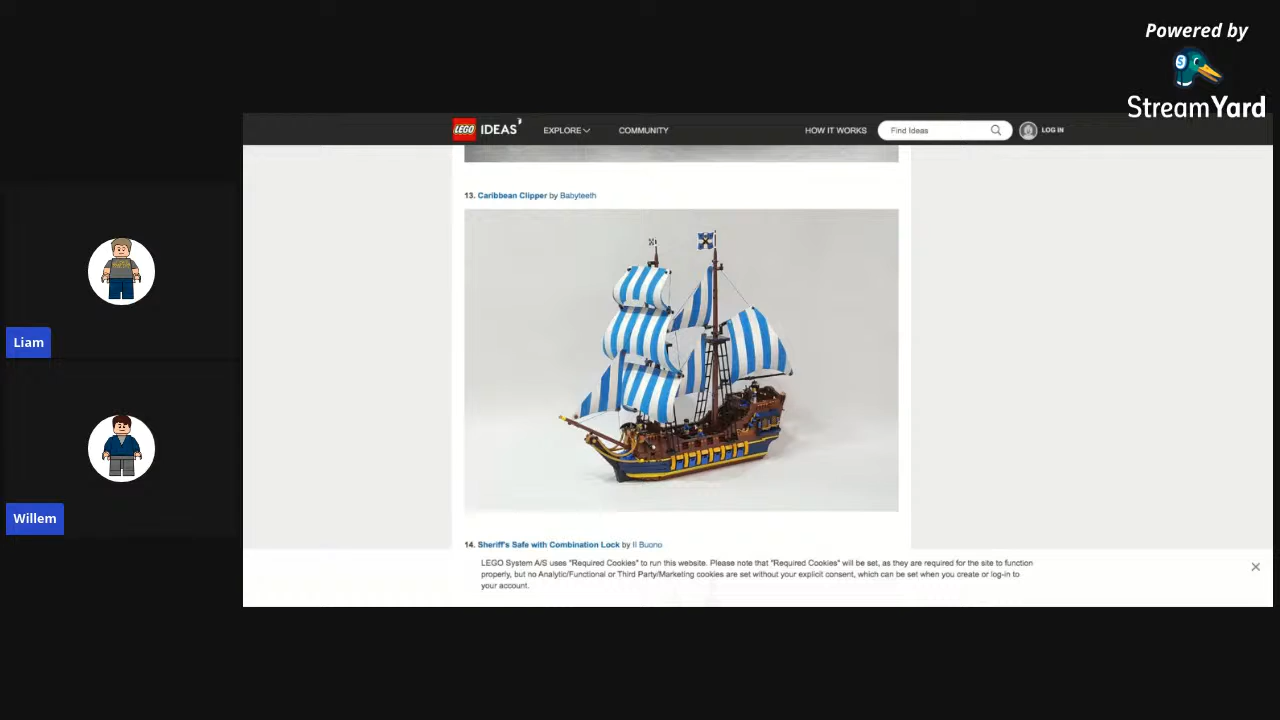 Powered by
StreamYard
LEGO IDEAS
EXPLORE
COMMUNITY
HOW IT WORKS
Find Ideas
LOG IN
13. Caribbean Clipper by Babyteeth
Liam
Willem
14. Sheriff's Safe with Combination Lock by Il Buono
LEGO System A/S uses "Required Cookies" to run this website. Please note that "Required Cookies" will be set, as they are required for the site to function
properly, but no Analytic/Functional or Third Party/Marketing cookies are set without your explicit consent, which can be set when you create or log-in to
your account.